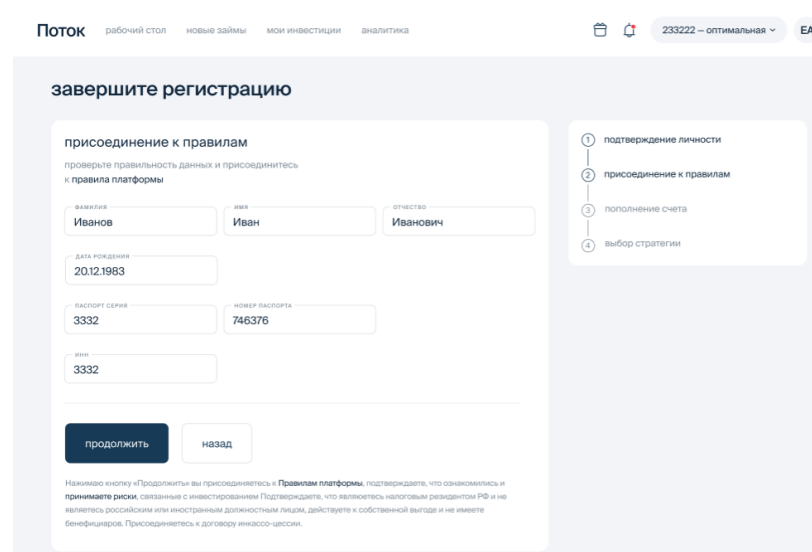 Поток рабочий стол новые займы мои инвестиции аналитика 233222 – оптимальная EA
завершите регистрацию
присоединение к правилам
проверьте правильность данных и присоединитесь
к правила платформы
ФАМИЛИЯ ИМЯ ОТЧЕСТВО
Иванов Иван Иванович
ДАТА РОЖДЕНИЯ
20.12.1983
ПАСПОРТ СЕРИЯ НОМЕР ПАСПОРТА
3332 746376
ИНН
3332
продолжить назад
Нажимаю кнопку «Продолжить» вы присоединяетесь к Правилам платформы, подтверждаете, что ознакомились и
принимаете риски, связанные с инвестированием Подтверждаете, что являюетесь налоговым резидентом РФ и не
являетесь российским или иностранным должностным лицом, действуете к собственной выгоде и не имеете
бенефициаров. Присоединяетесь к договору инкассо-цессии.
1 подтверждение личности
2 присоединение к правилам
3 пополнение счета
4 выбор стратегии